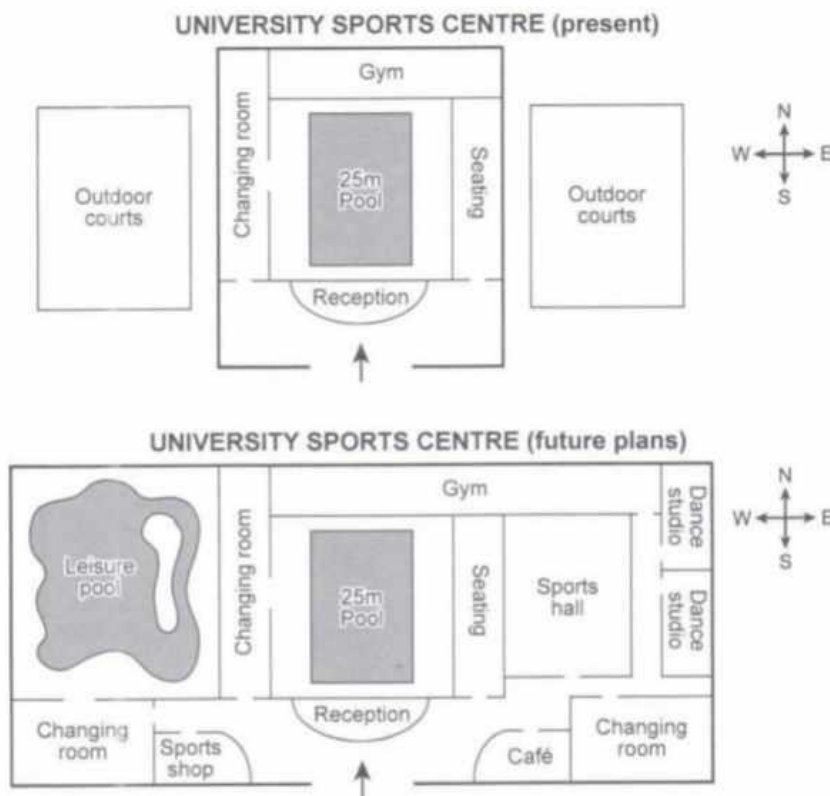 UNIVERSITY SPORTS CENTRE (present)
Gym
Changing room
25m
Pool
Seating
Outdoor
courts
Outdoor
courts
Reception
N
W
E
S
UNIVERSITY SPORTS CENTRE (future plans)
Gym
Leisure
pool
Changing room
25m
Pool
Seating
Sports
hall
Dance
studio
Dance
studio
N
W
E
S
Changing
room
Sports
shop
Reception
Café
Changing
room